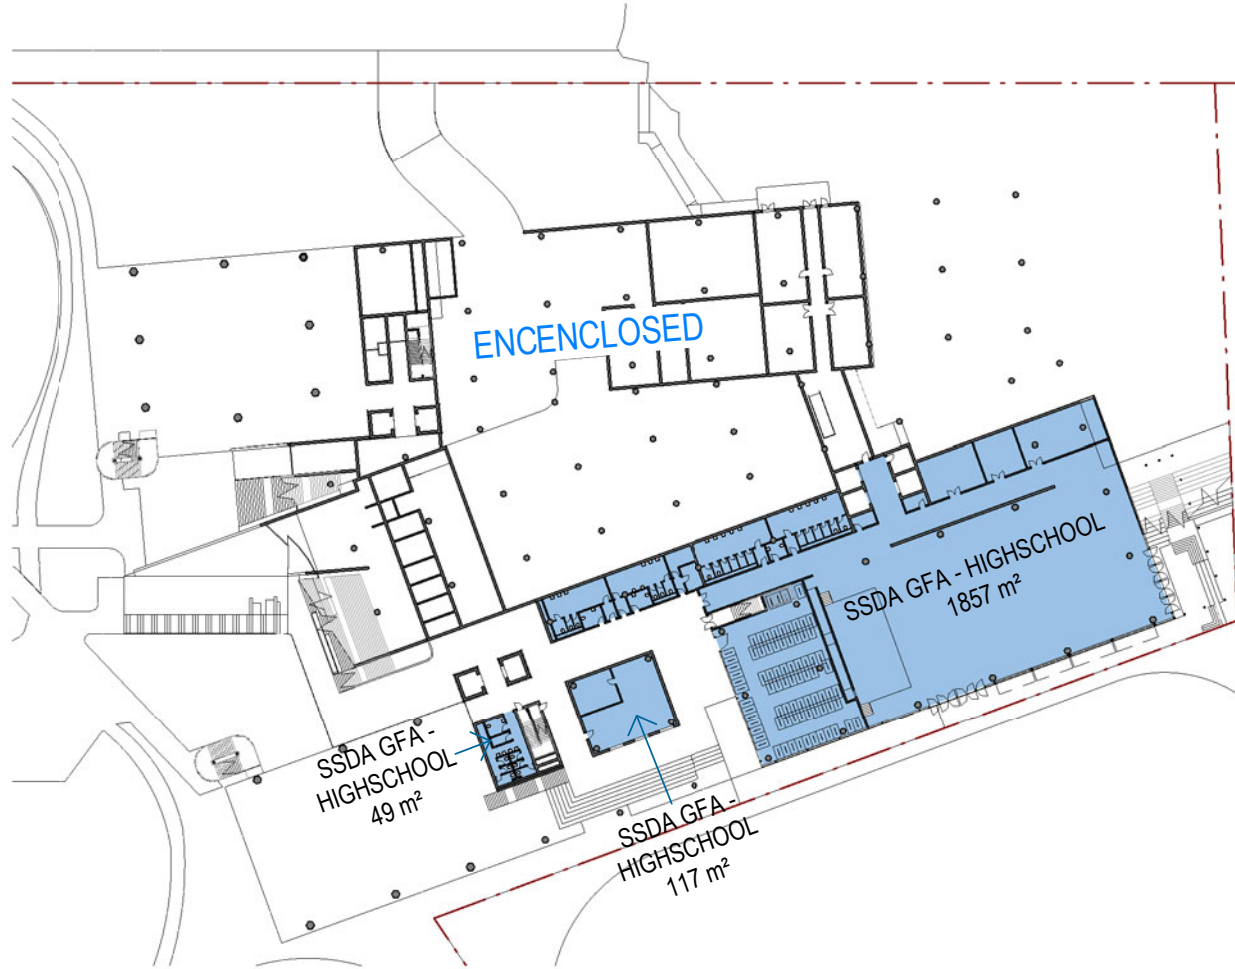 ENCENCLOSED
SSDA GFA - HIGHSCHOOL
1857 m²
SSDA GFA -
HIGHSCHOOL
49 m²
SSDA GFA -
HIGHSCHOOL
117 m²